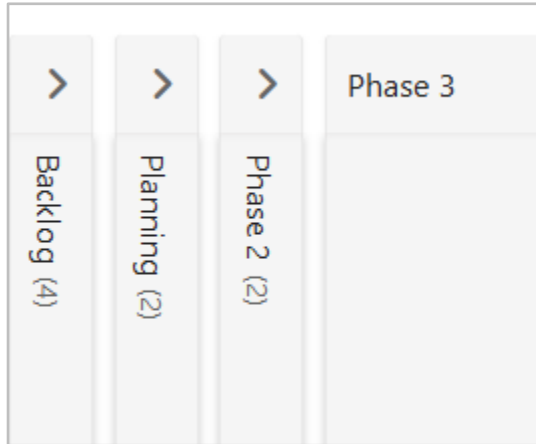 Phase 3
Backlog (4)
Planning (2)
Phase 2 (2)